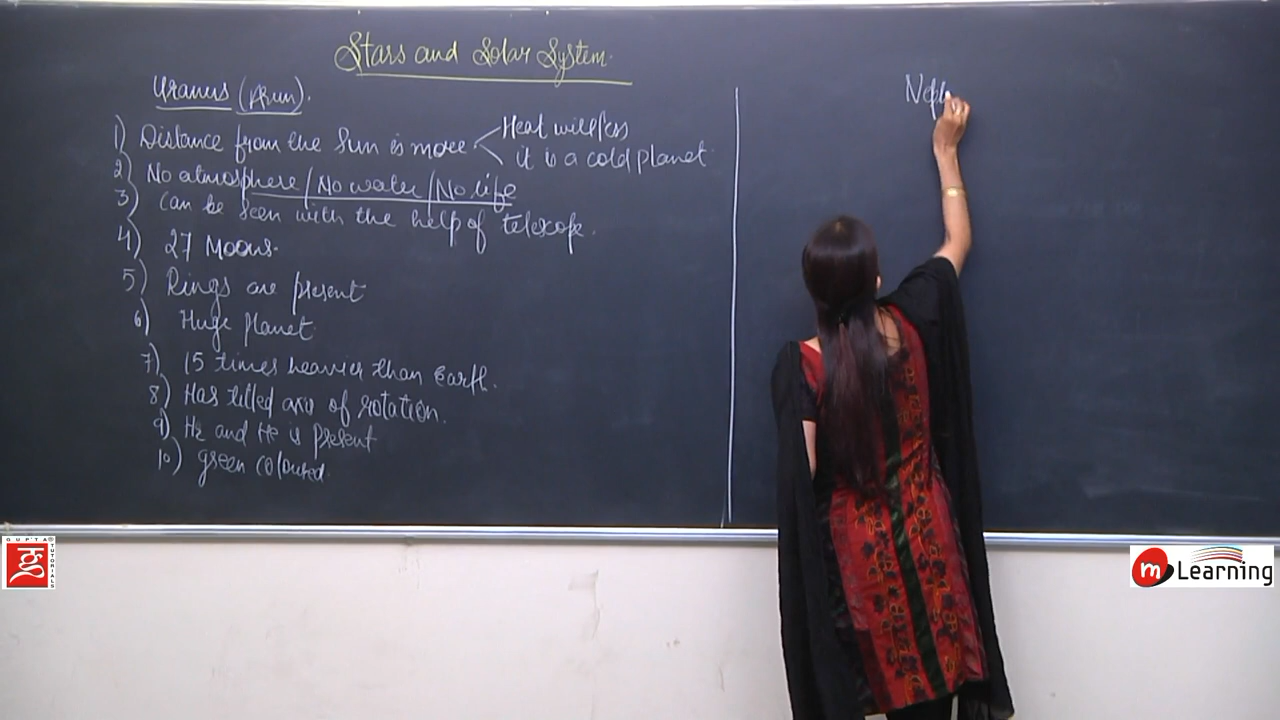 Stars and Solar System.
Uranus (Arun).
1) Distance from the Sun is more
Heat will less
it is a cold planet.
2) No atmosphere / No water / No life
3) Can be seen with the help of telescope.
4) 27 Moons.
5) Rings are present
6) Huge planet
7) 15 times heavier than Earth.
8) Has tilted axis of rotation.
9) H2 and He is present
10) green coloured.
Nept
GUPTA TUTORIALS
m Learning